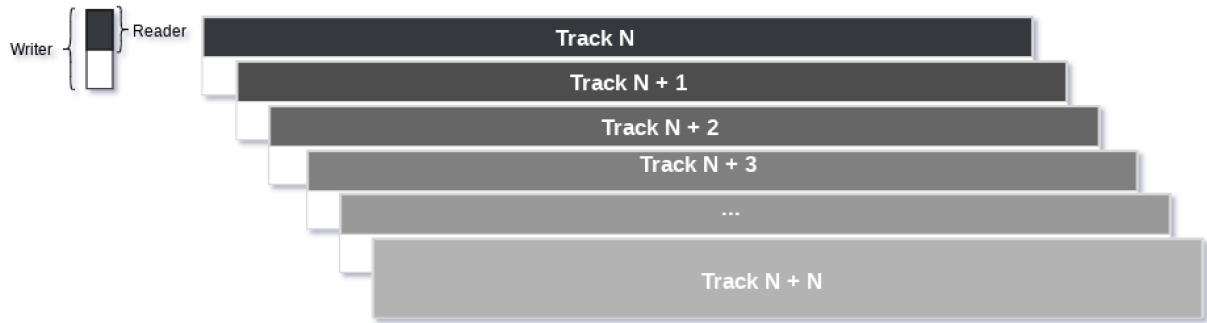 Writer
Reader
Track N
Track N + 1
Track N + 2
Track N + 3
...
Track N + N